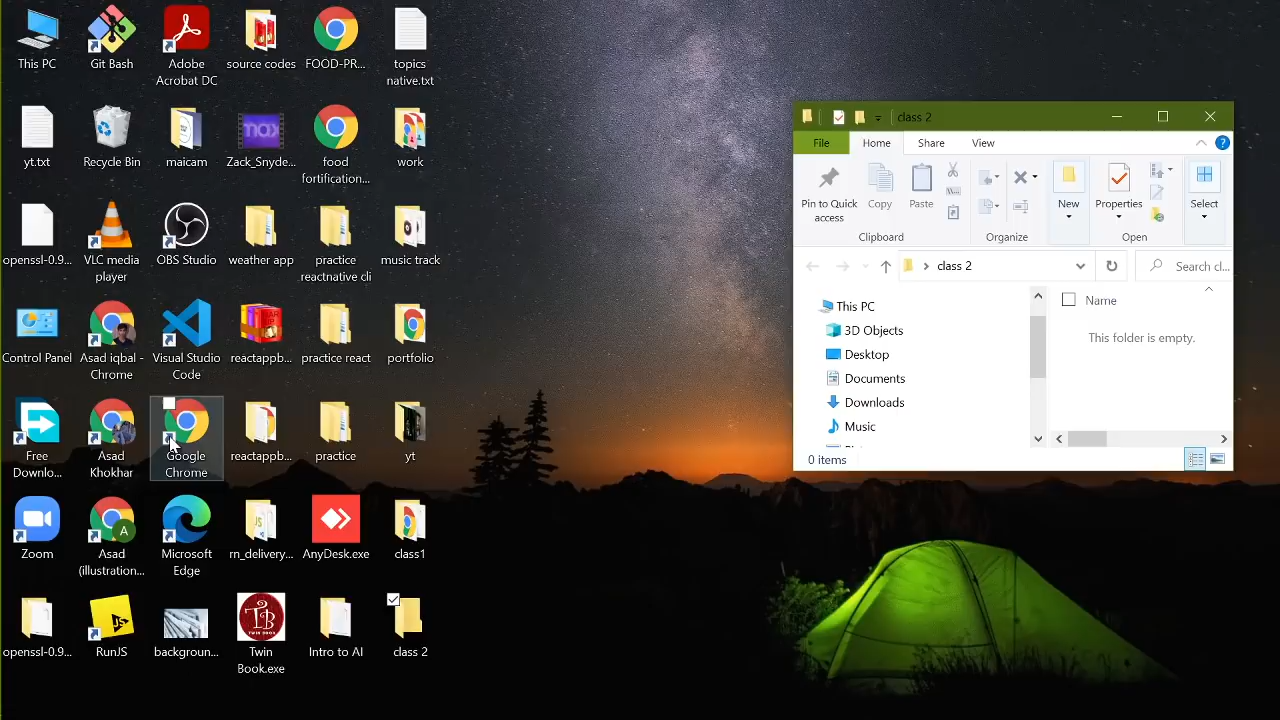 This PC
Git Bash
Adobe
Acrobat DC
source codes
FOOD-PR...
topics
native.txt
yt.txt
Recycle Bin
maicam
Zack_Snyde...
food
fortification...
work
openssl-0.9...
VLC media
player
OBS Studio
weather app
practice
reactnative cli
music track
Control Panel
Asad iqbal -
Chrome
Visual Studio
Code
reactappb...
practice react
portfolio
Free
Downlo...
Asad
Khokhar
Google
Chrome
reactappb...
practice
yt
Zoom
Asad
(illustration...
Microsoft
Edge
rn_delivery...
AnyDesk.exe
class1
openssl-0.9...
RunJS
backgroun...
Twin
Book.exe
Intro to AI
class 2
class 2
File
Home
Share
View
Pin to Quick
access
Copy
Paste
New
Properties
Select
Clipboard
Organize
Open
class 2
Search cl...
This PC
3D Objects
Desktop
Documents
Downloads
Music
Name
This folder is empty.
0 items